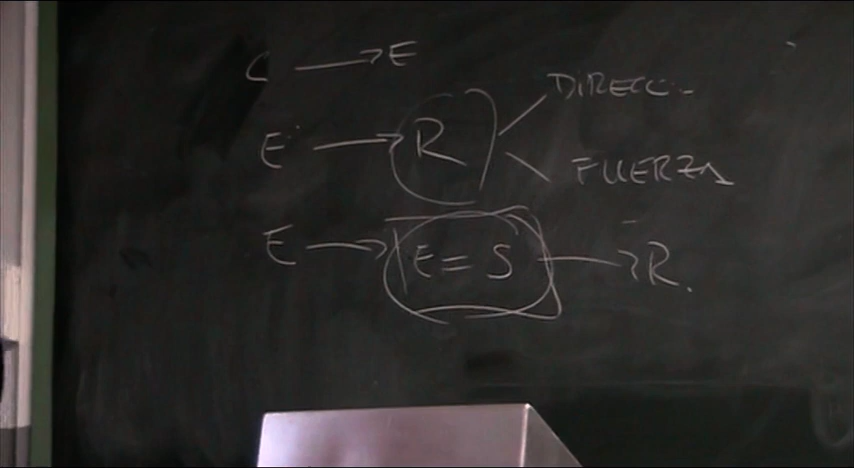 C → E
DIRECC.
E → R
FUERZA
E → E = S → R.